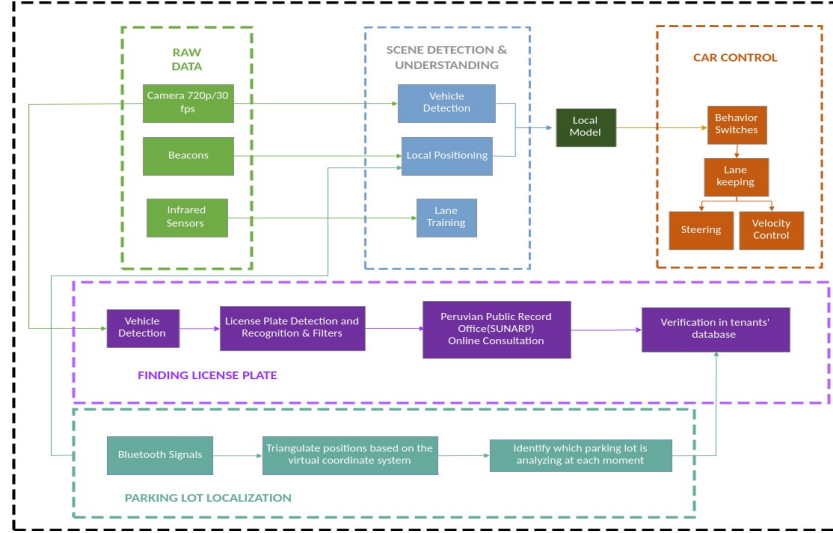 RAW
DATA
Camera 720p/30
fps
Beacons
Infrared
Sensors
SCENE DETECTION &
UNDERSTANDING
Vehicle
Detection
Local Positioning
Lane
Training
Local
Model
CAR CONTROL
Behavior
Switches
Lane
keeping
Steering
Velocity
Control
Vehicle
Detection
License Plate Detection and
Recognition & Filters
Peruvian Public Record
Office(SUNARP)
Online Consultation
Verification in tenants'
database
FINDING LICENSE PLATE
Bluetooth Signals
Triangulate positions based on the
virtual coordinate system
Identify which parking lot is
analyzing at each moment
PARKING LOT LOCALIZATION